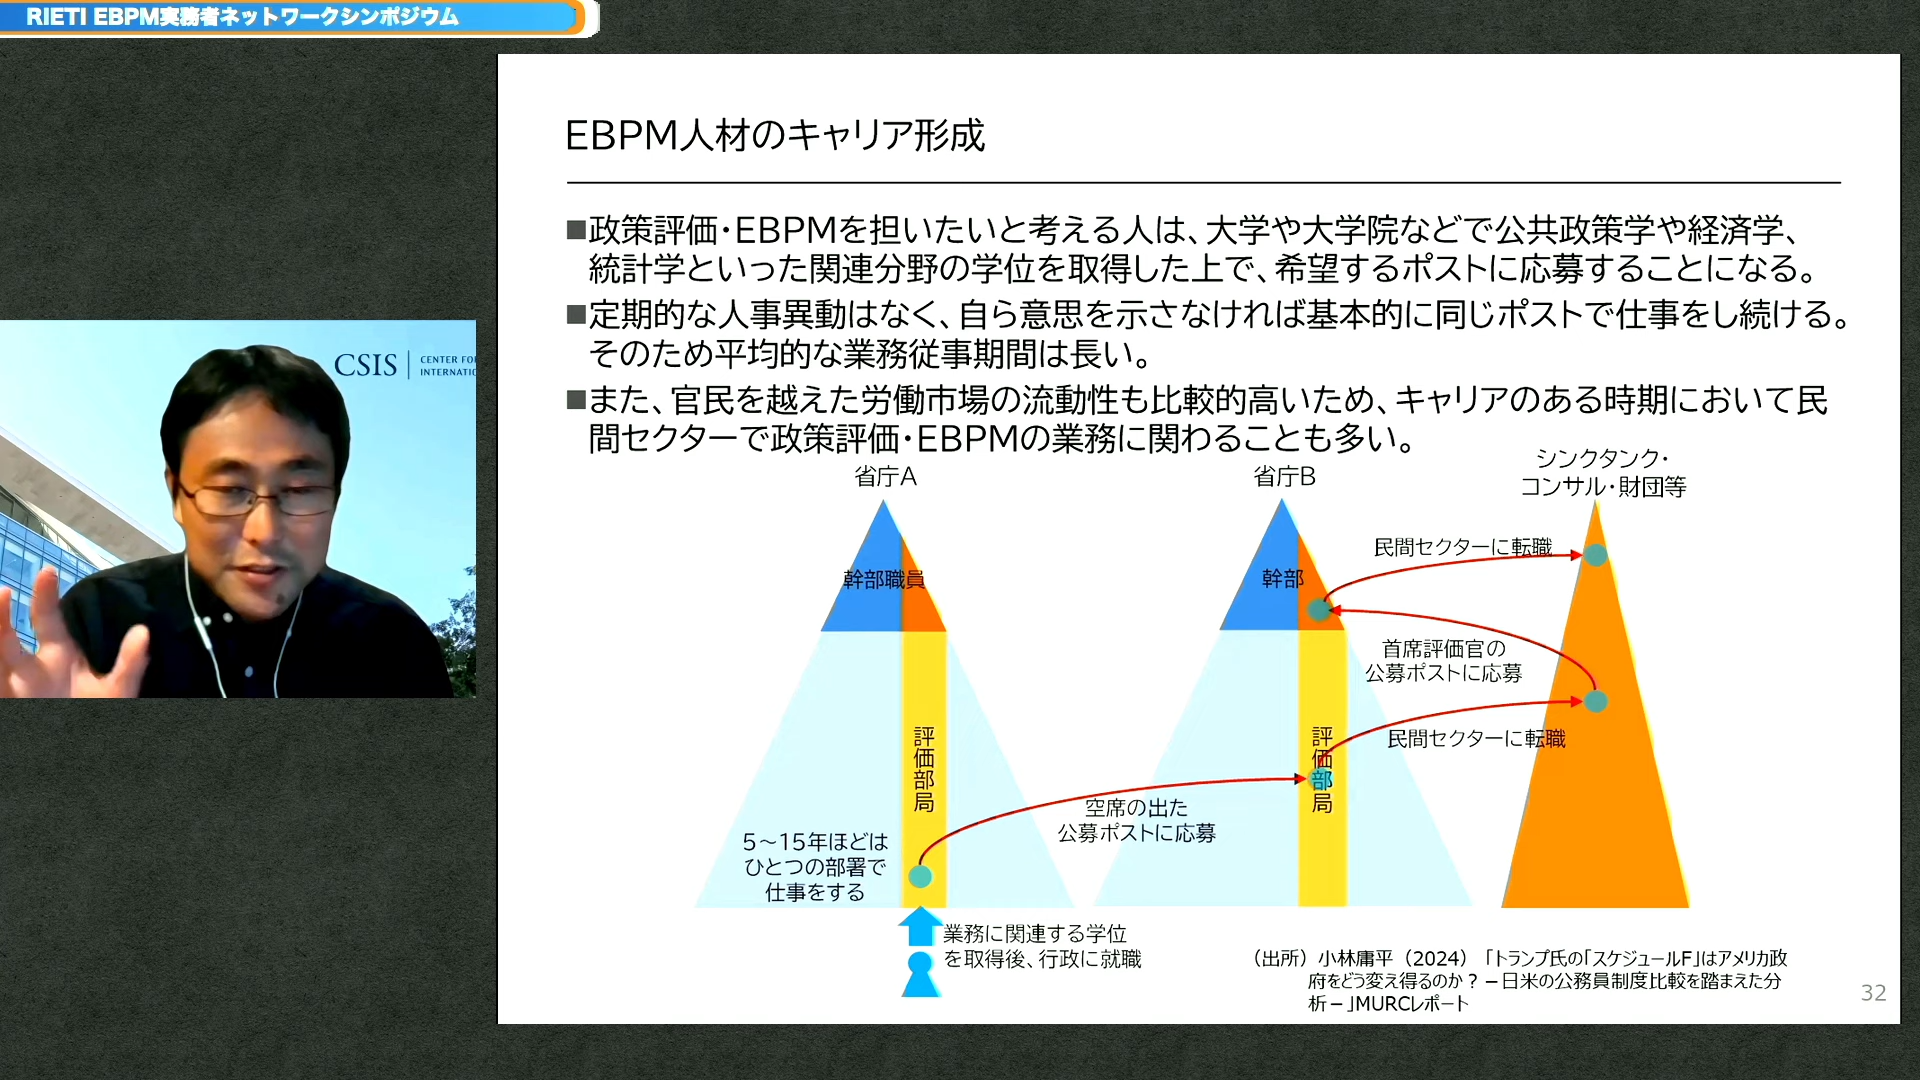 RIETI EBPM実務者ネットワークシンポジウム
EBPM人材のキャリア形成
■政策評価・EBPMを担いたいと考える人は、大学や大学院などで公共政策学や経済学、
統計学といった関連分野の学位を取得した上で、希望するポストに応募することになる。
■定期的な人事異動はなく、自ら意思を示さなければ基本的に同じポストで仕事をし続ける。
そのため平均的な業務従事期間は長い。
■また、官民を越えた労働市場の流動性も比較的高いため、キャリアのある時期において民
間セクターで政策評価・EBPMの業務に関わることも多い。
省庁A
省庁B
シンクタンク・
コンサル・財団等
幹部職員
幹部
民間セクターに転職
首席評価官の
公募ポストに応募
民間セクターに転職
評価部局
評価部局
空席の出た
公募ポストに応募
5～15年ほどは
ひとつの部署で
仕事をする
業務に関連する学位
を取得後、行政に就職
（出所）小林庸平（2024）「トランプ氏の「スケジュールF」はアメリカ政
府をどう変え得るのか？－日米の公務員制度比較を踏まえた分
析－」MURCレポート
32
CSIS
CENTER FO
INTERNATIO